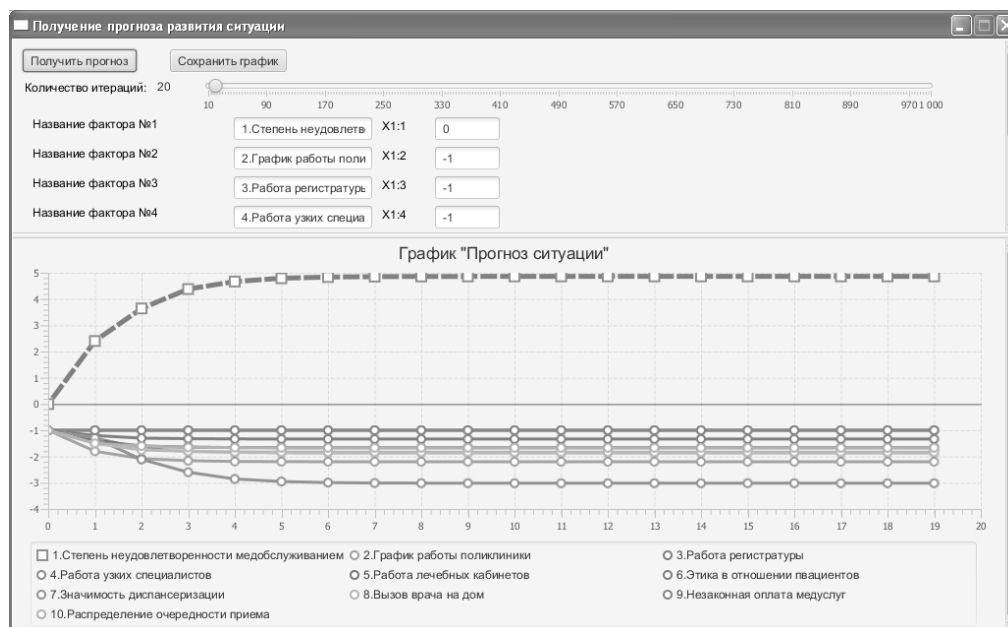 Получение прогноза развития ситуации
Получить прогноз Сохранить график
Количество итераций: 20
10 90 170 250 330 410 490 570 650 730 810 890 970 1 000
Название фактора №1 1.Степень неудовлетв X1:1 0
Название фактора №2 2.График работы поли X1:2 -1
Название фактора №3 3.Работа регистратурь X1:3 -1
Название фактора №4 4.Работа узких специа X1:4 -1
График "Прогноз ситуации"
5
4
3
2
1
0
-1
-2
-3
-4
0 1 2 3 4 5 6 7 8 9 10 11 12 13 14 15 16 17 18 19 20
1.Степень неудовлетворенности медобслуживанием 2.График работы поликлиники 3.Работа регистратуры
4.Работа узких специалистов 5.Работа лечебных кабинетов 6.Этика в отношении пвациентов
7.Значимость диспансеризации 8.Вызов врача на дом 9.Незаконная оплата медуслуг
10.Распределение очередности приема